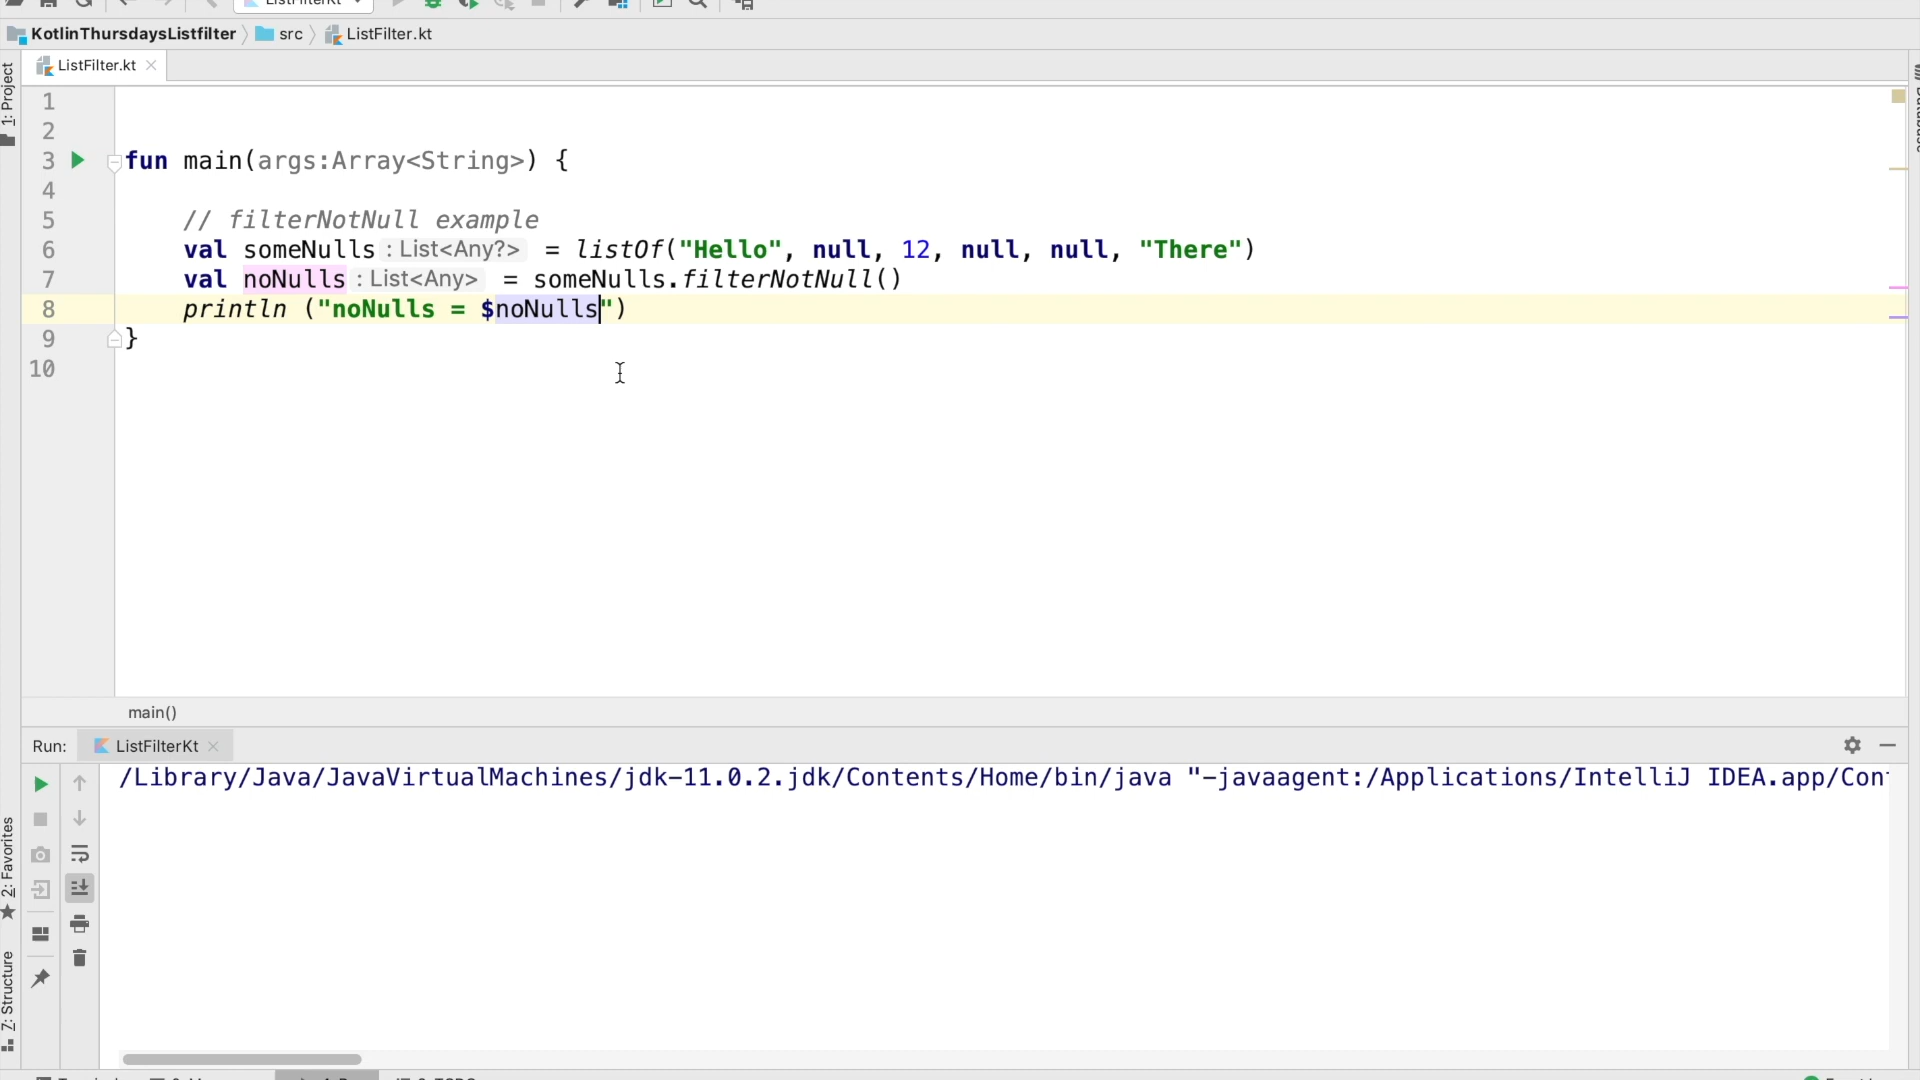 KotlinThursdaysListfilter src ListFilter.kt
ListFilter.kt
1: Project
1
2
3 fun main(args:Array<String>) {
4
5 // filterNotNull example
6 val someNulls : List<Any?> = listOf("Hello", null, 12, null, null, "There")
7 val noNulls : List<Any> = someNulls.filterNotNull()
8 println ("noNulls = $noNulls")
9 }
10
main()
Run: ListFilterKt
/Library/Java/JavaVirtualMachines/jdk-11.0.2.jdk/Contents/Home/bin/java "-javaagent:/Applications/IntelliJ IDEA.app/Con
2: Favorites
Z: Structure